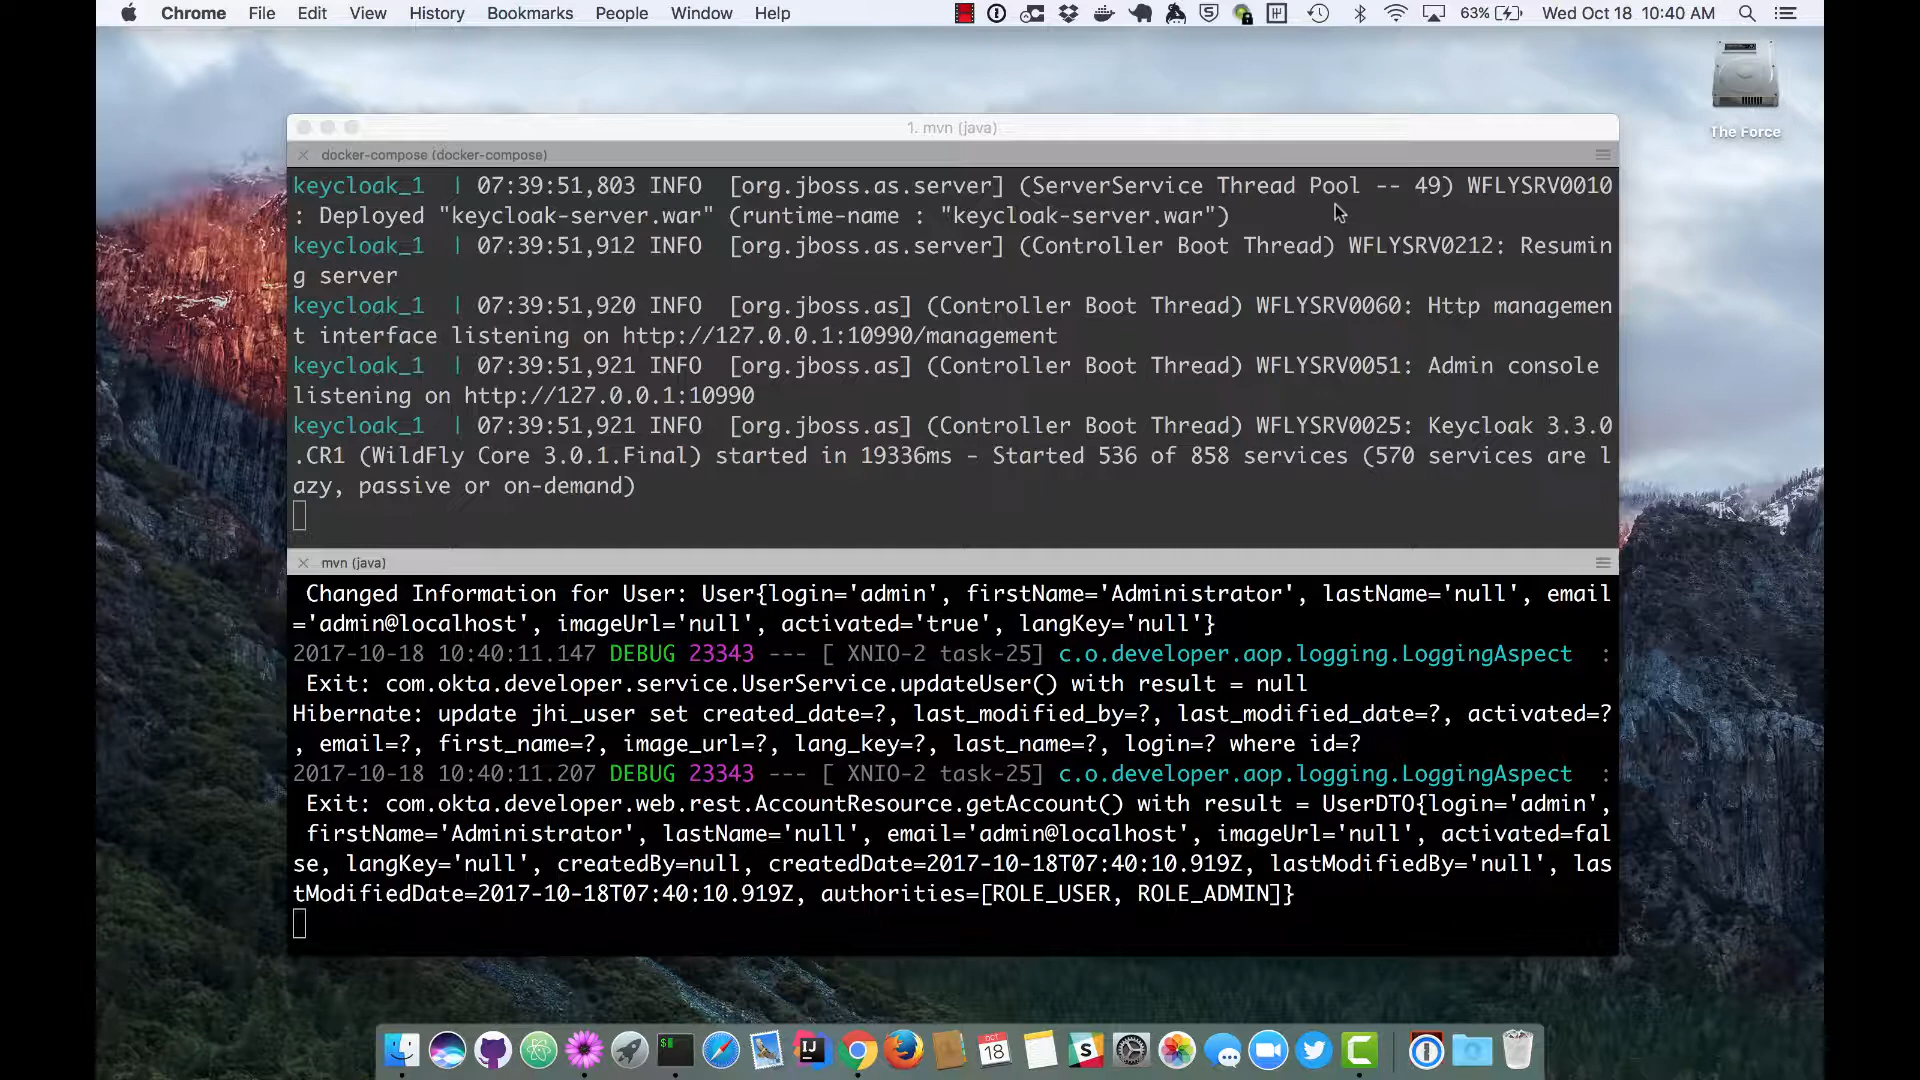 Chrome File Edit View History Bookmarks People Window Help 63% Wed Oct 18 10:40 AM
The Force
1. mvn (java)
docker-compose (docker-compose)
keycloak_1  | 07:39:51,803 INFO  [org.jboss.as.server] (ServerService Thread Pool -- 49) WFLYSRV0010
: Deployed "keycloak-server.war" (runtime-name : "keycloak-server.war")
keycloak_1  | 07:39:51,912 INFO  [org.jboss.as.server] (Controller Boot Thread) WFLYSRV0212: Resumin
g server
keycloak_1  | 07:39:51,920 INFO  [org.jboss.as] (Controller Boot Thread) WFLYSRV0060: Http managemen
t interface listening on http://127.0.0.1:10990/management
keycloak_1  | 07:39:51,921 INFO  [org.jboss.as] (Controller Boot Thread) WFLYSRV0051: Admin console
listening on http://127.0.0.1:10990
keycloak_1  | 07:39:51,921 INFO  [org.jboss.as] (Controller Boot Thread) WFLYSRV0025: Keycloak 3.3.0
.CR1 (WildFly Core 3.0.1.Final) started in 19336ms - Started 536 of 858 services (570 services are l
azy, passive or on-demand)
mvn (java)
Changed Information for User: User{login='admin', firstName='Administrator', lastName='null', email
='admin@localhost', imageUrl='null', activated='true', langKey='null'}
2017-10-18 10:40:11.147 DEBUG 23343 --- [ XNIO-2 task-25] c.o.developer.aop.logging.LoggingAspect  :
Exit: com.okta.developer.service.UserService.updateUser() with result = null
Hibernate: update jhi_user set created_date=?, last_modified_by=?, last_modified_date=?, activated=?
, email=?, first_name=?, image_url=?, lang_key=?, last_name=?, login=? where id=?
2017-10-18 10:40:11.207 DEBUG 23343 --- [ XNIO-2 task-25] c.o.developer.aop.logging.LoggingAspect  :
Exit: com.okta.developer.web.rest.AccountResource.getAccount() with result = UserDTO{login='admin',
firstName='Administrator', lastName='null', email='admin@localhost', imageUrl='null', activated=fal
se, langKey='null', createdBy=null, createdDate=2017-10-18T07:40:10.919Z, lastModifiedBy='null', las
tModifiedDate=2017-10-18T07:40:10.919Z, authorities=[ROLE_USER, ROLE_ADMIN]}
$ IJ OCT 18 S C